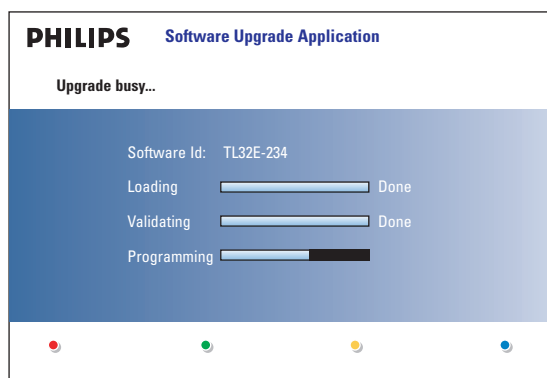 PHILIPS Software Upgrade Application
Upgrade busy...
Software Id: TL32E-234
Loading Done
Validating Done
Programming